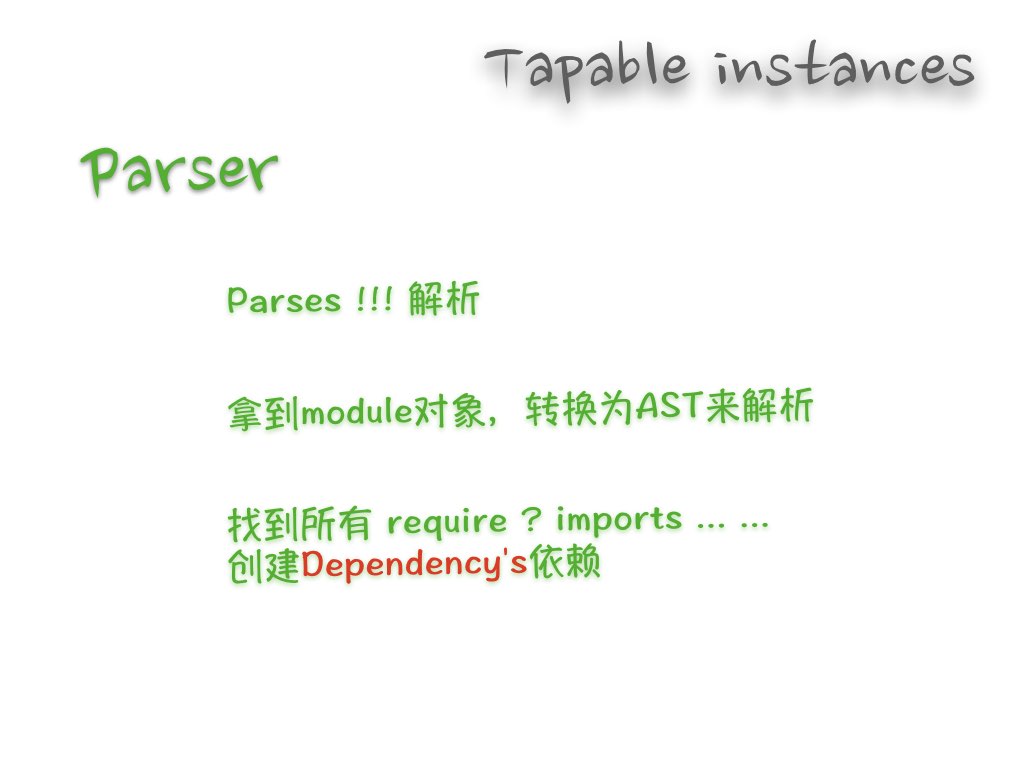 Tapable instances
Parser
Parses !!! 解析
拿到module对象，转换为AST来解析
找到所有 require ? imports ... ...
创建Dependency's依赖